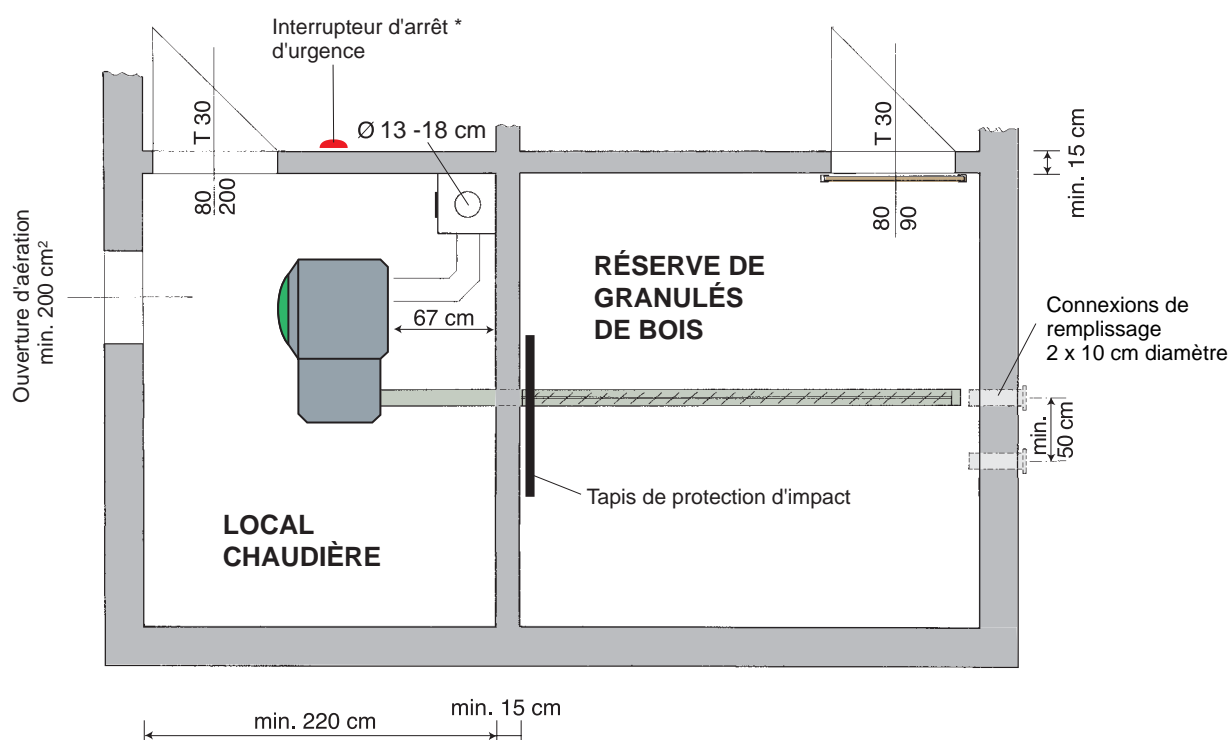 Interrupteur d'arrêt *
d'urgence
T 30
Ø 13 -18 cm
T 30
min. 15 cm
80
200
80
90
Ouverture d'aération
min. 200 cm²
RÉSERVE DE
GRANULÉS
DE BOIS
67 cm
Connexions de
remplissage
2 x 10 cm diamètre
min.
50 cm
Tapis de protection d'impact
LOCAL
CHAUDIÈRE
min. 220 cm
min. 15 cm